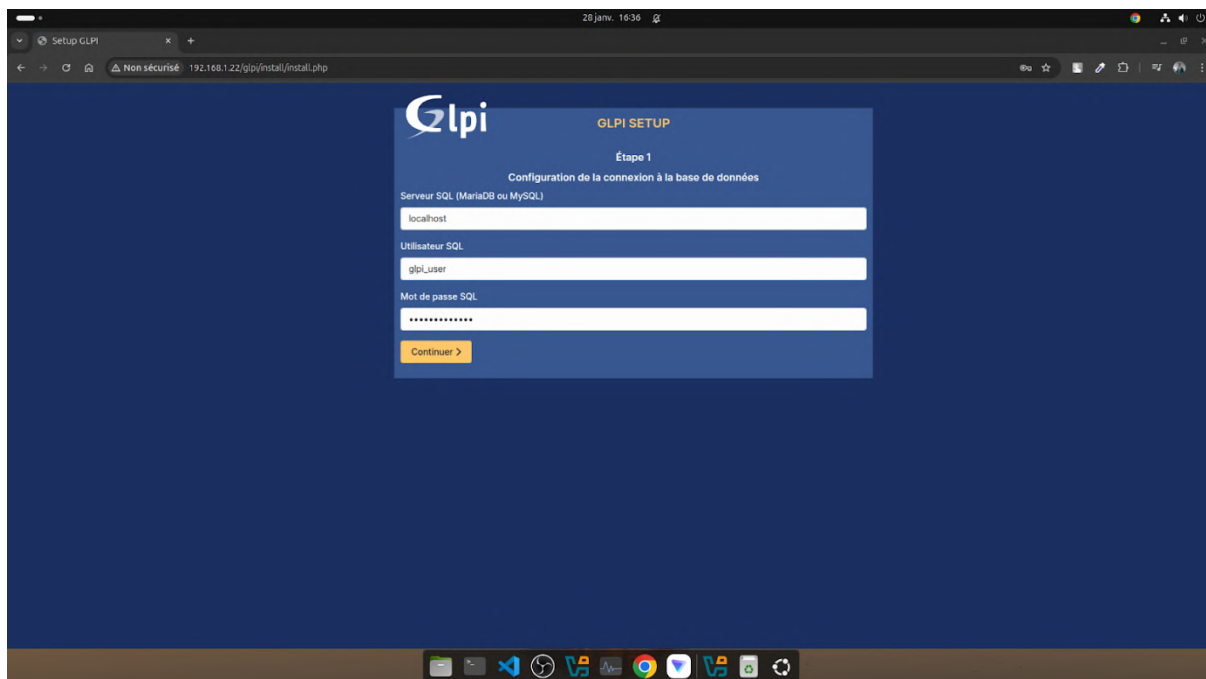 28 janv. 16:36
Setup GLPI
Non sécurisé 192.168.1.22/glpi/install/install.php
Glpi
GLPI SETUP
Étape 1
Configuration de la connexion à la base de données
Serveur SQL (MariaDB ou MySQL)
localhost
Utilisateur SQL
glpi_user
Mot de passe SQL
•••••••••••••
Continuer >